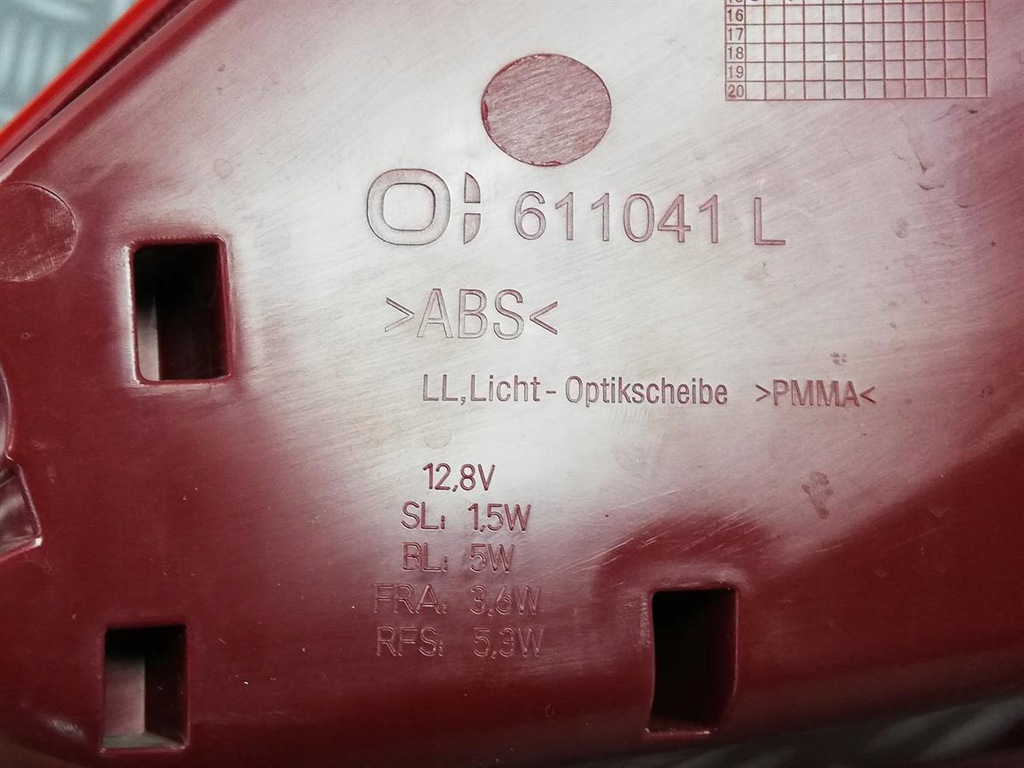 16
17
18
19
20
611041 L
>ABS<
LL,Licht-Optikscheibe >PMMA<
12,8V
SL: 1,5W
BL: 5W
FRA: 3,6W
RFS: 5,3W